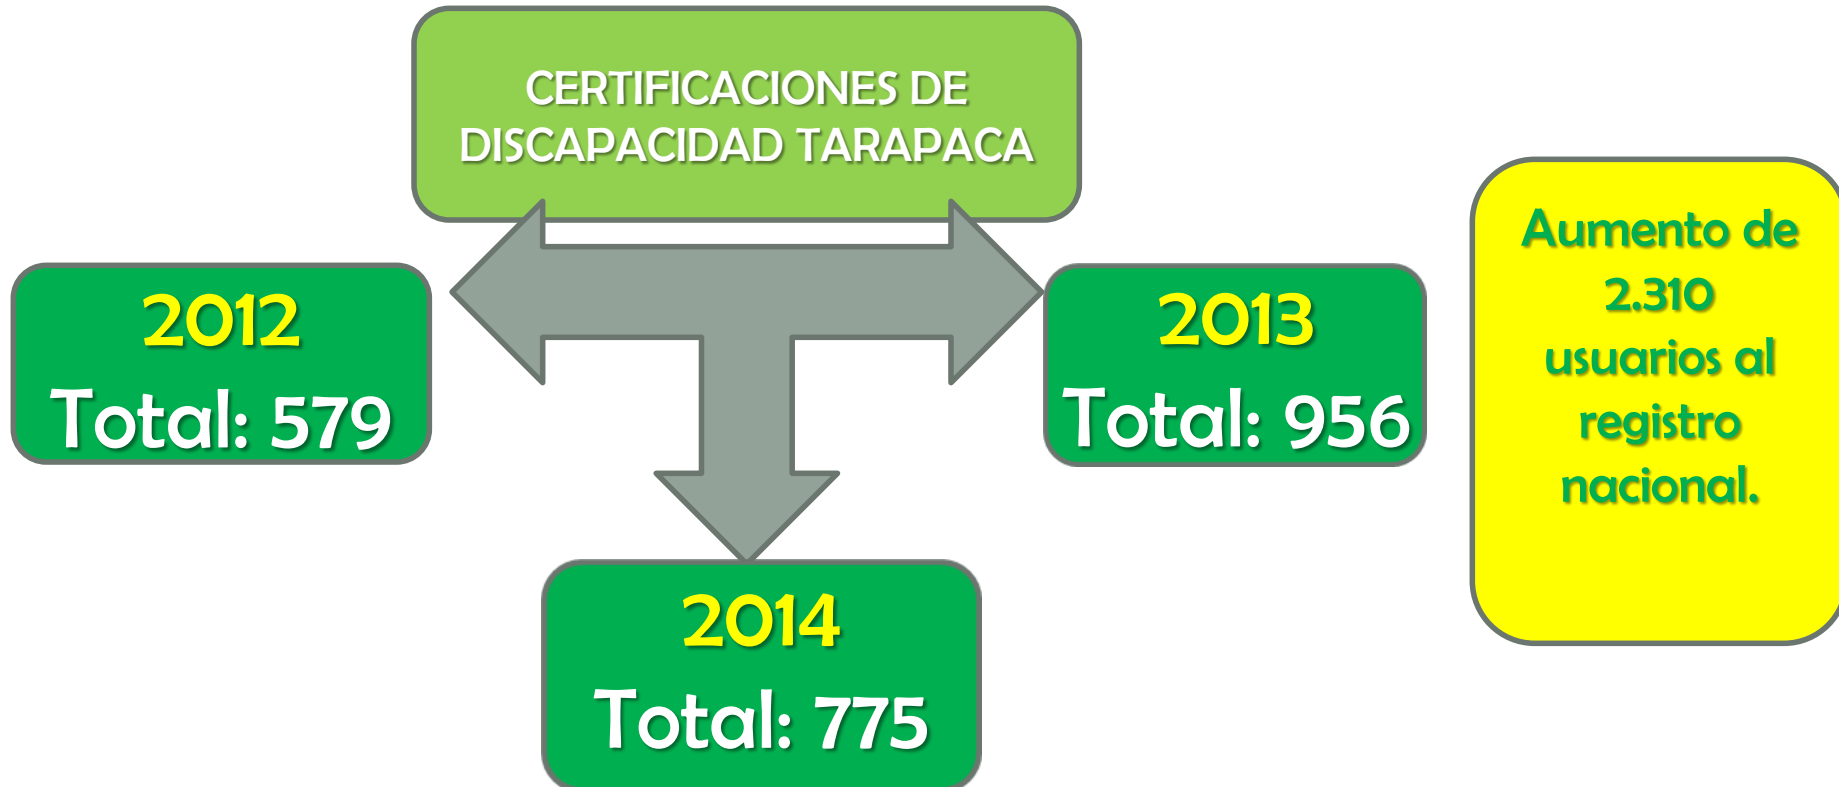 CERTIFICACIONES DE
DISCAPACIDAD TARAPACA
2012
Total: 579
2013
Total: 956
2014
Total: 775
Aumento de
2.310
usuarios al
registro
nacional.